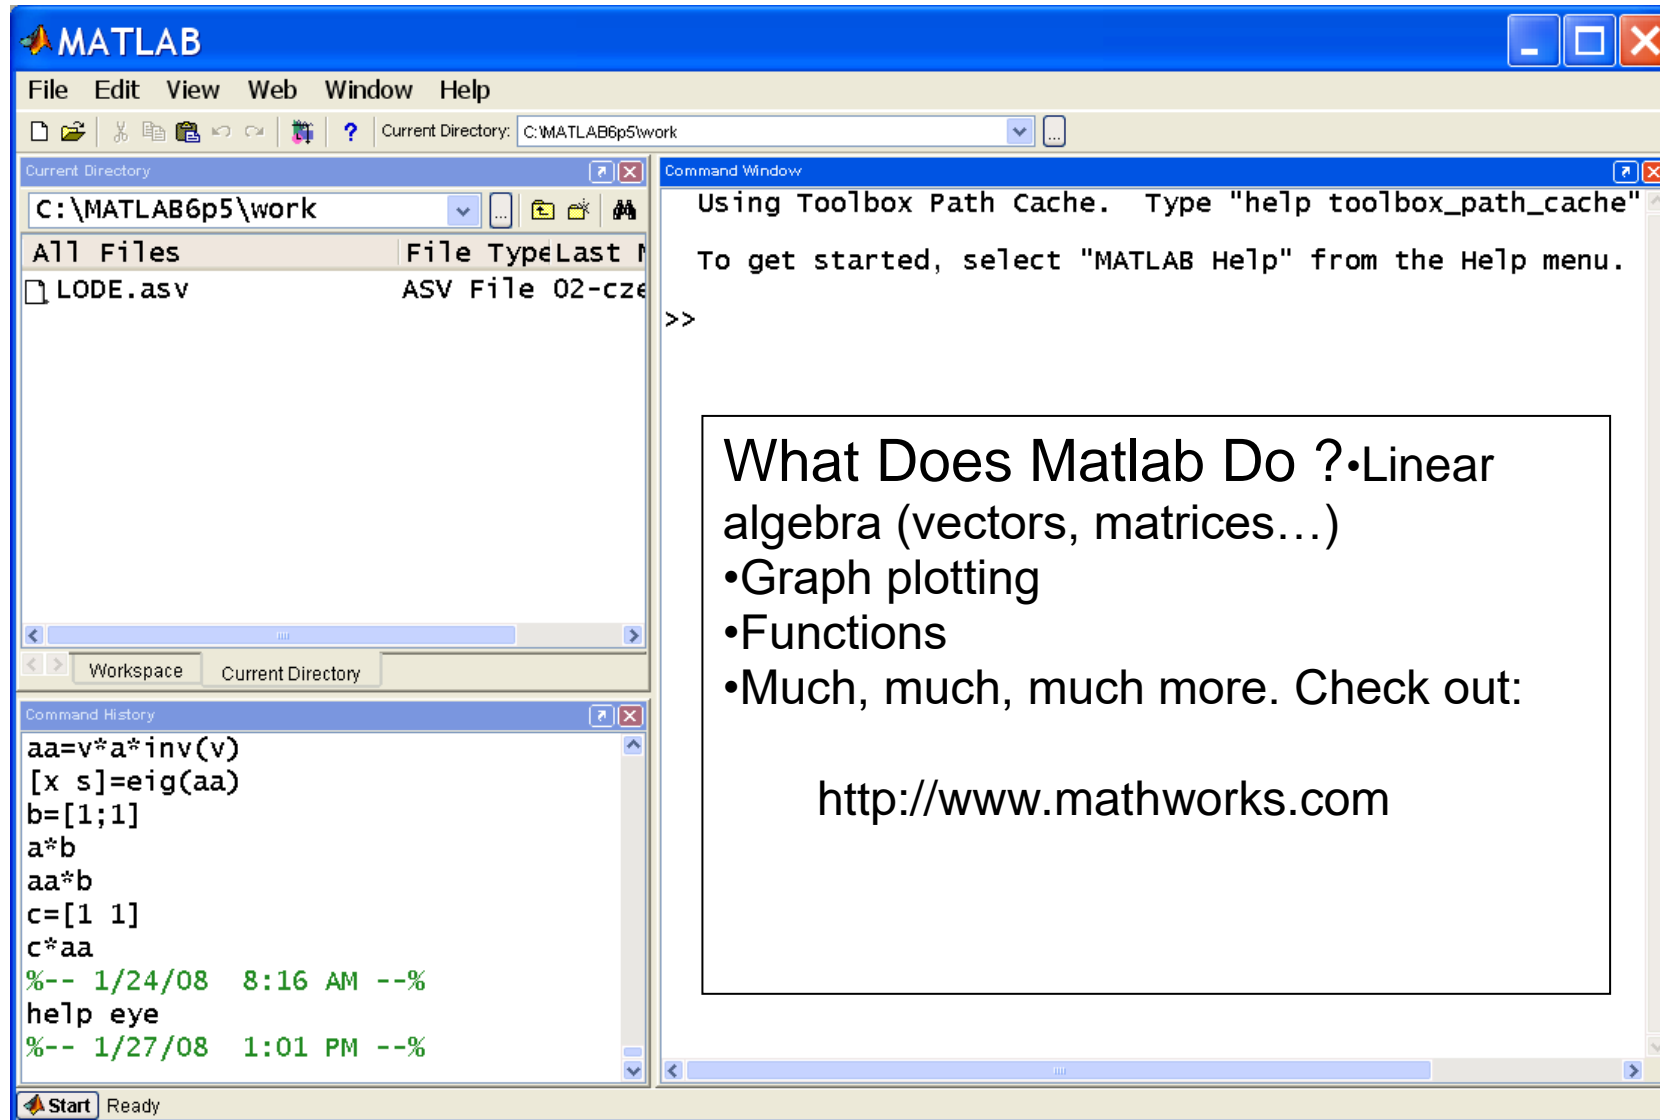 MATLAB
File Edit View Web Window Help
? Current Directory: C:\MATLAB6p5\work ...
Current Directory
C:\MATLAB6p5\work ...
All Files File Type Last M
LODE.asv ASV File 02-cze
Workspace Current Directory
Command History
aa=v*a*inv(v)
[x s]=eig(aa)
b=[1;1]
a*b
aa*b
c=[1 1]
c*aa
%-- 1/24/08 8:16 AM --%
help eye
%-- 1/27/08 1:01 PM --%
Command Window
Using Toolbox Path Cache. Type "help toolbox_path_cache"
To get started, select "MATLAB Help" from the Help menu.
>>
What Does Matlab Do ?•Linear
algebra (vectors, matrices…)
•Graph plotting
•Functions
•Much, much, much more. Check out:
http://www.mathworks.com
Start Ready